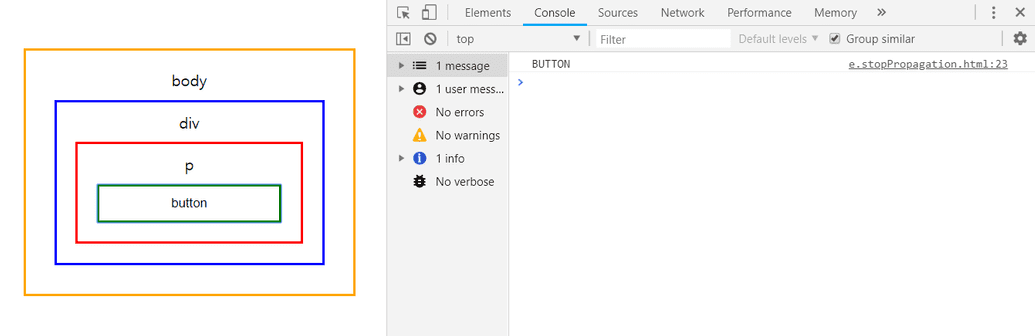 body
div
p
button
Elements Console Sources Network Performance Memory »
top ▼ Filter Default levels ▼ Group similar
1 message
1 user mess...
No errors
No warnings
1 info
No verbose
BUTTON e.stopPropagation.html:23
>